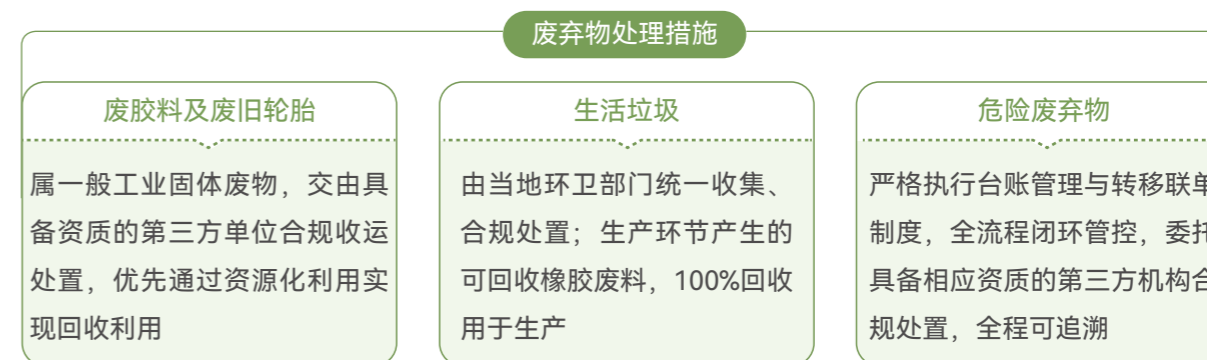 废弃物处理措施
废胶料及废旧轮胎
属一般工业固体废物，交由具
备资质的第三方单位合规收运
处置，优先通过资源化利用实
现回收利用
生活垃圾
由当地环卫部门统一收集、
合规处置；生产环节产生的
可回收橡胶废料，100%回收
用于生产
危险废弃物
严格执行台账管理与转移联单
制度，全流程闭环管控，委托
具备相应资质的第三方机构合
规处置，全程可追溯